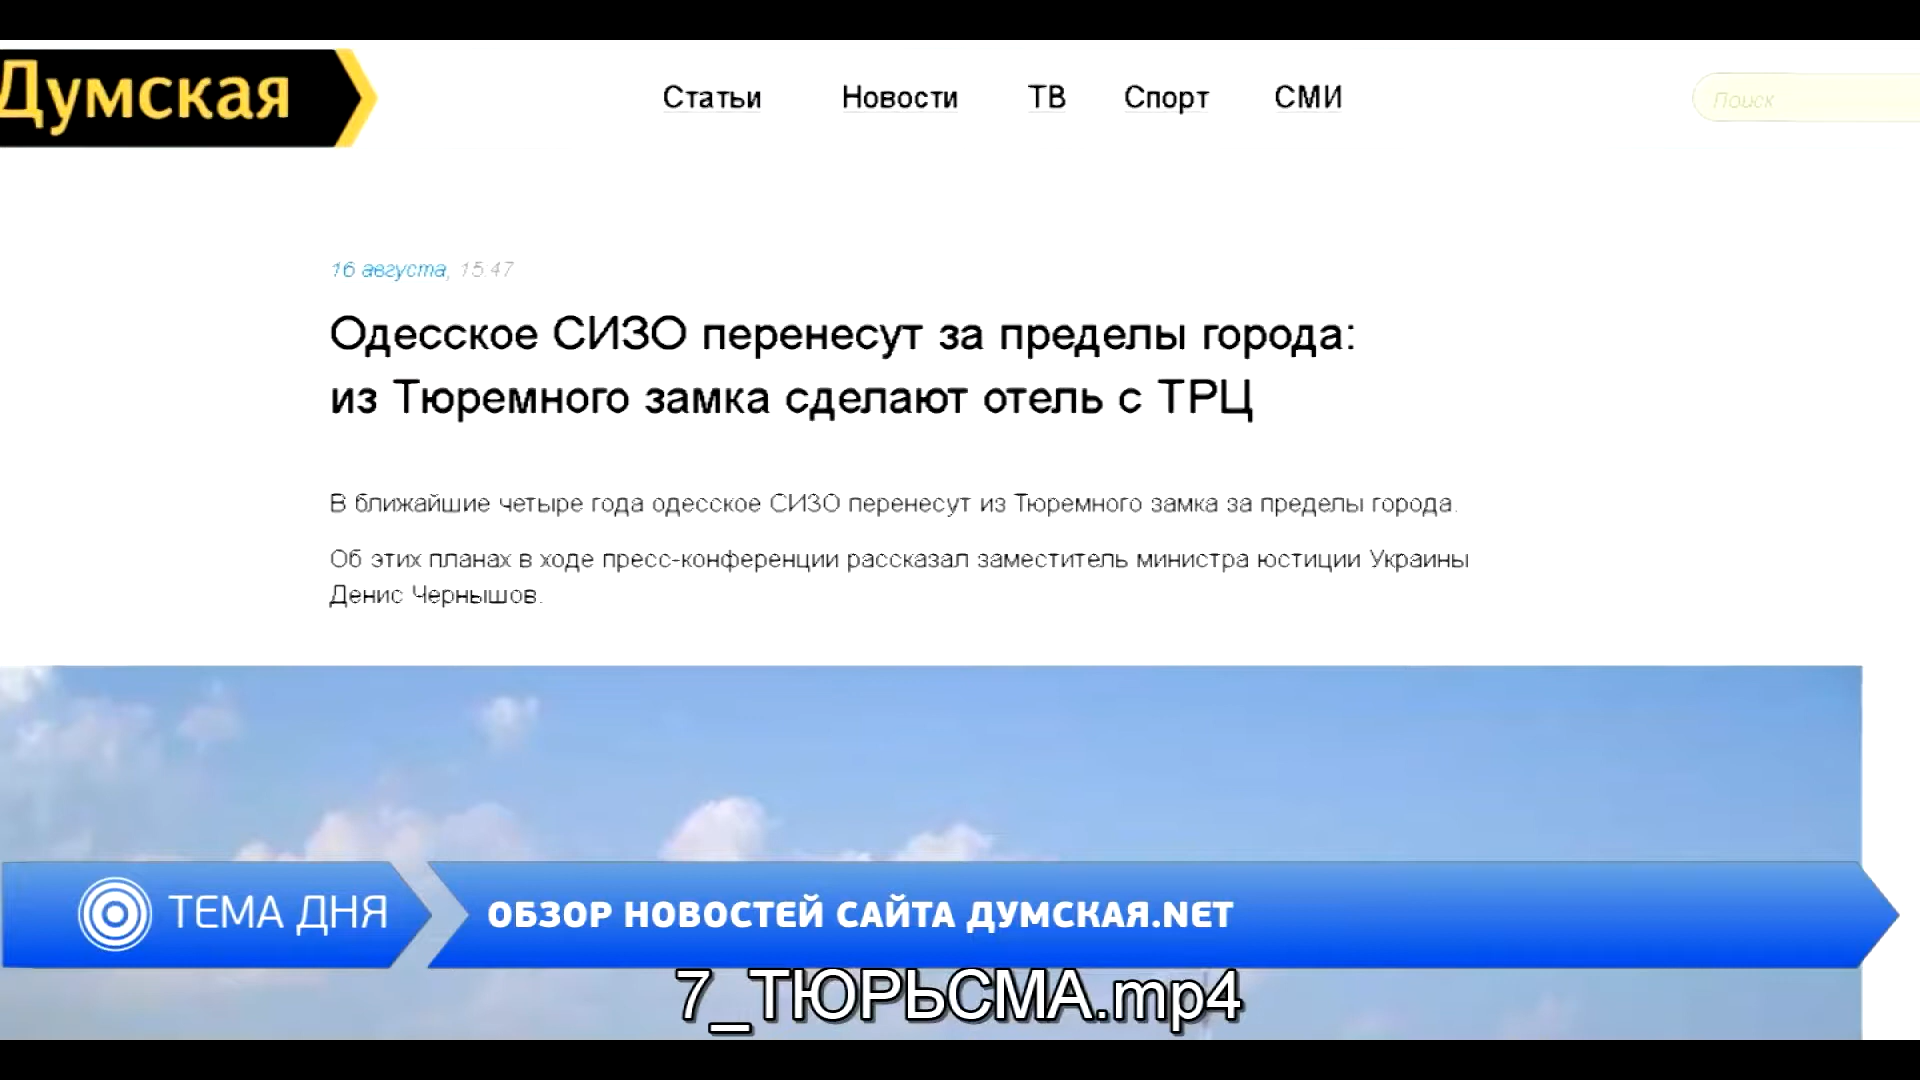 Думская
Статьи Новости ТВ Спорт СМИ
Поиск
16 августа, 15:47
Одесское СИЗО перенесут за пределы города:
из Тюремного замка сделают отель с ТРЦ
В ближайшие четыре года одесское СИЗО перенесут из Тюремного замка за пределы города.
Об этих планах в ходе пресс-конференции рассказал заместитель министра юстиции Украины
Денис Чернышов.
ТЕМА ДНЯ
ОБЗОР НОВОСТЕЙ САЙТА ДУМСКАЯ.NET
7_ТЮРЬСМА.mp4